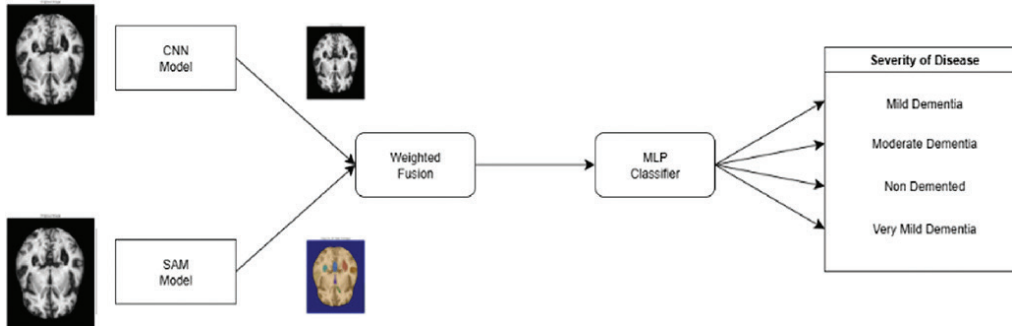 CNN
Model
SAM
Model
Weighted
Fusion
MLP
Classifier
Severity of Disease
Mild Dementia
Moderate Dementia
Non Demented
Very Mild Dementia